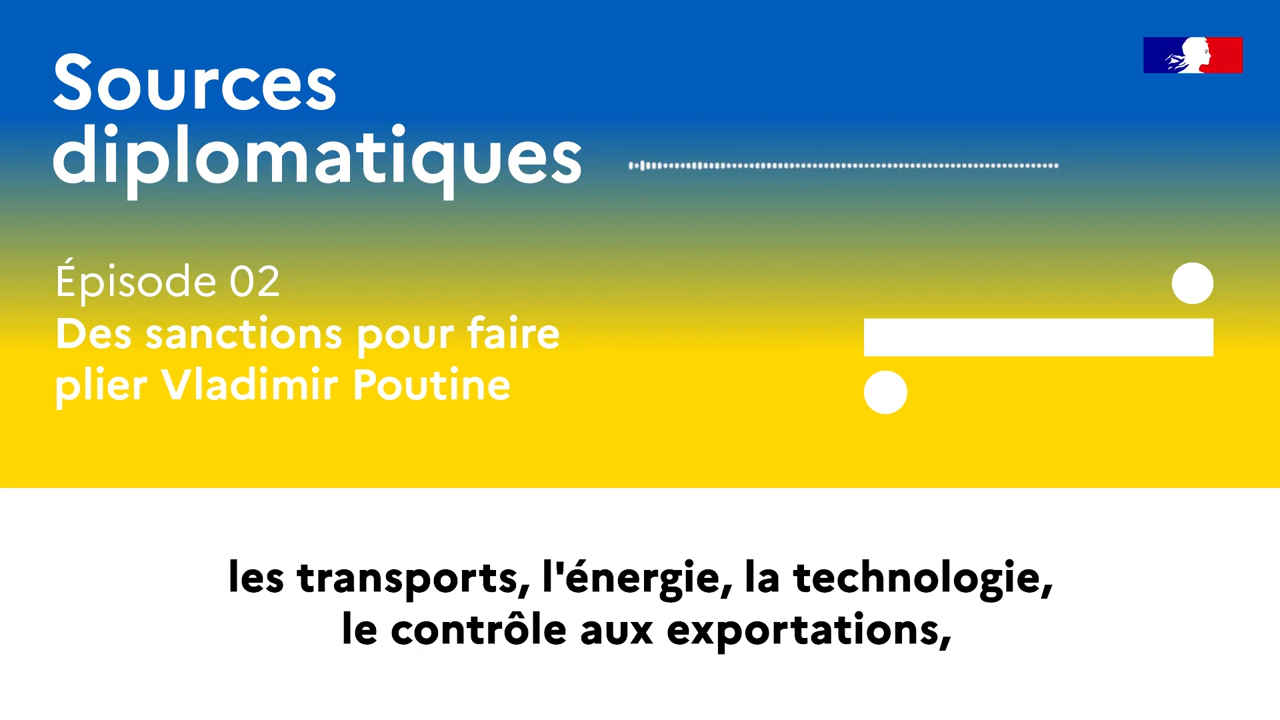 Sources
diplomatiques
Épisode 02
Des sanctions pour faire
plier Vladimir Poutine
les transports, l'énergie, la technologie,
le contrôle aux exportations,